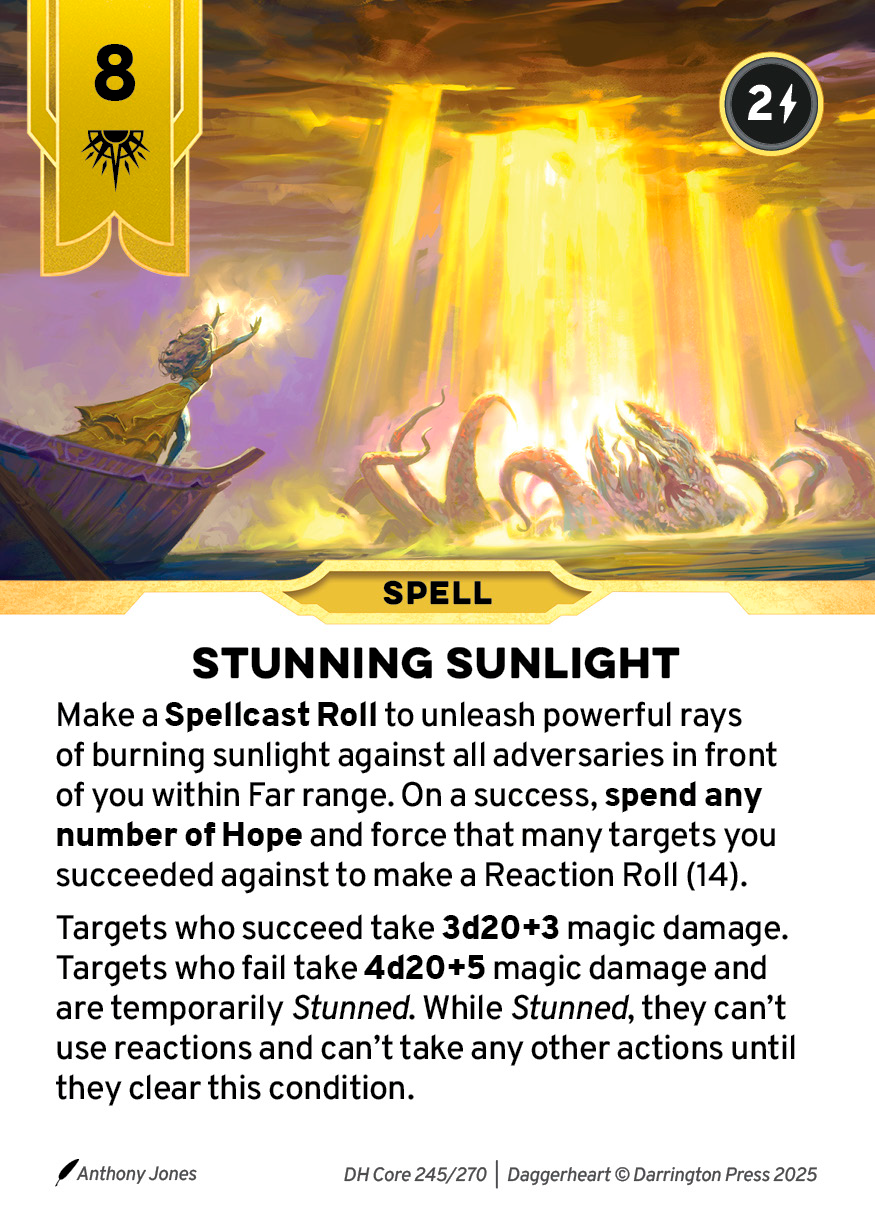 8
2
SPELL
STUNNING SUNLIGHT
Make a Spellcast Roll to unleash powerful rays
of burning sunlight against all adversaries in front
of you within Far range. On a success, spend any
number of Hope and force that many targets you
succeeded against to make a Reaction Roll (14).
Targets who succeed take 3d20+3 magic damage.
Targets who fail take 4d20+5 magic damage and
are temporarily Stunned. While Stunned, they can’t
use reactions and can’t take any other actions until
they clear this condition.
Anthony Jones
DH Core 245/270 | Daggerheart © Darrington Press 2025